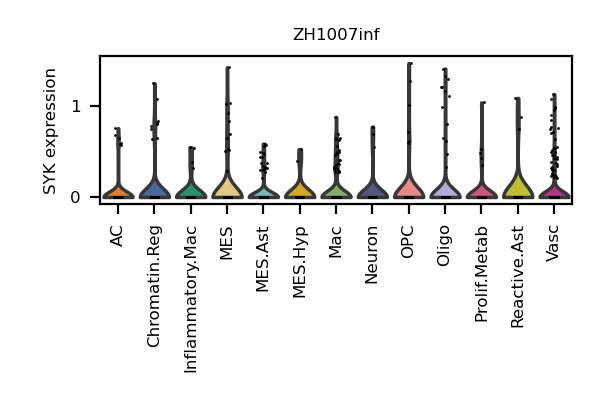 ZH1007inf
SYK expression
1
0
AC
Chromatin.Reg
Inflammatory.Mac
MES
MES.Ast
MES.Hyp
Mac
Neuron
OPC
Oligo
Prolif.Metab
Reactive.Ast
Vasc